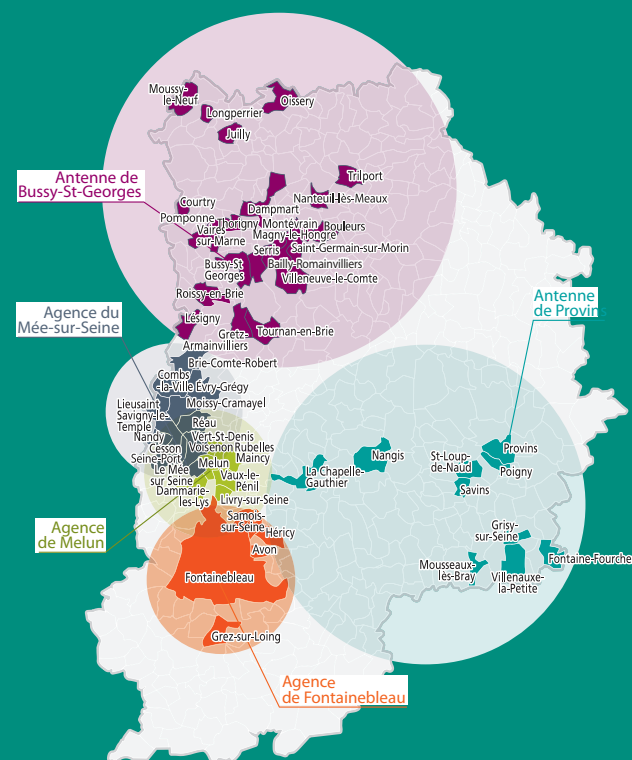 Moussy-
le-Neuf
Oissery
Longperrier
Juilly
Trilport
Antenne de
Bussy-St-Georges
Nanteuil-lès-Meaux
Courtry
Dampmart
Pomponne
Thorigny
Montévrain
Bouleurs
Vaires
sur-Marne
Magny-le-Hongre
Serris
Saint-Germain-sur-Morin
Bussy-St
Georges
Bailly-Romainvilliers
Villeneuve-le-Comte
Roissy-en-Brie
Antenne
de Provins
Agence du
Mée-sur-Seine
Lésigny
Gretz-
Armainvilliers
Tournan-en-Brie
Brie-Comte-Robert
Combs
-la-Ville
Évry-Grégy
Lieusaint
Moissy-Cramayel
Savigny-le-
Temple
Réau
Nandy
Vert-St-Denis
Cesson
Voisenon
Rubelles
Seine-Port
Melun
Maincy
Le Mée
sur Seine
Vaux-le-
Pénil
Dammarie-
les-Lys
Livry-sur-Seine
La Chapelle-
Gauthier
Nangis
St-Loup-
de-Naud
Provins
Poigny
Savins
Agence
de Melun
Samois-
sur-Seine
Héricy
Avon
Grisy-
sur-Seine
Fontaine-Fourche
Mousseaux-
lès-Bray
Villenauxe-
la-Petite
Fontainebleau
Grez-sur-Loing
Agence
de Fontainebleau